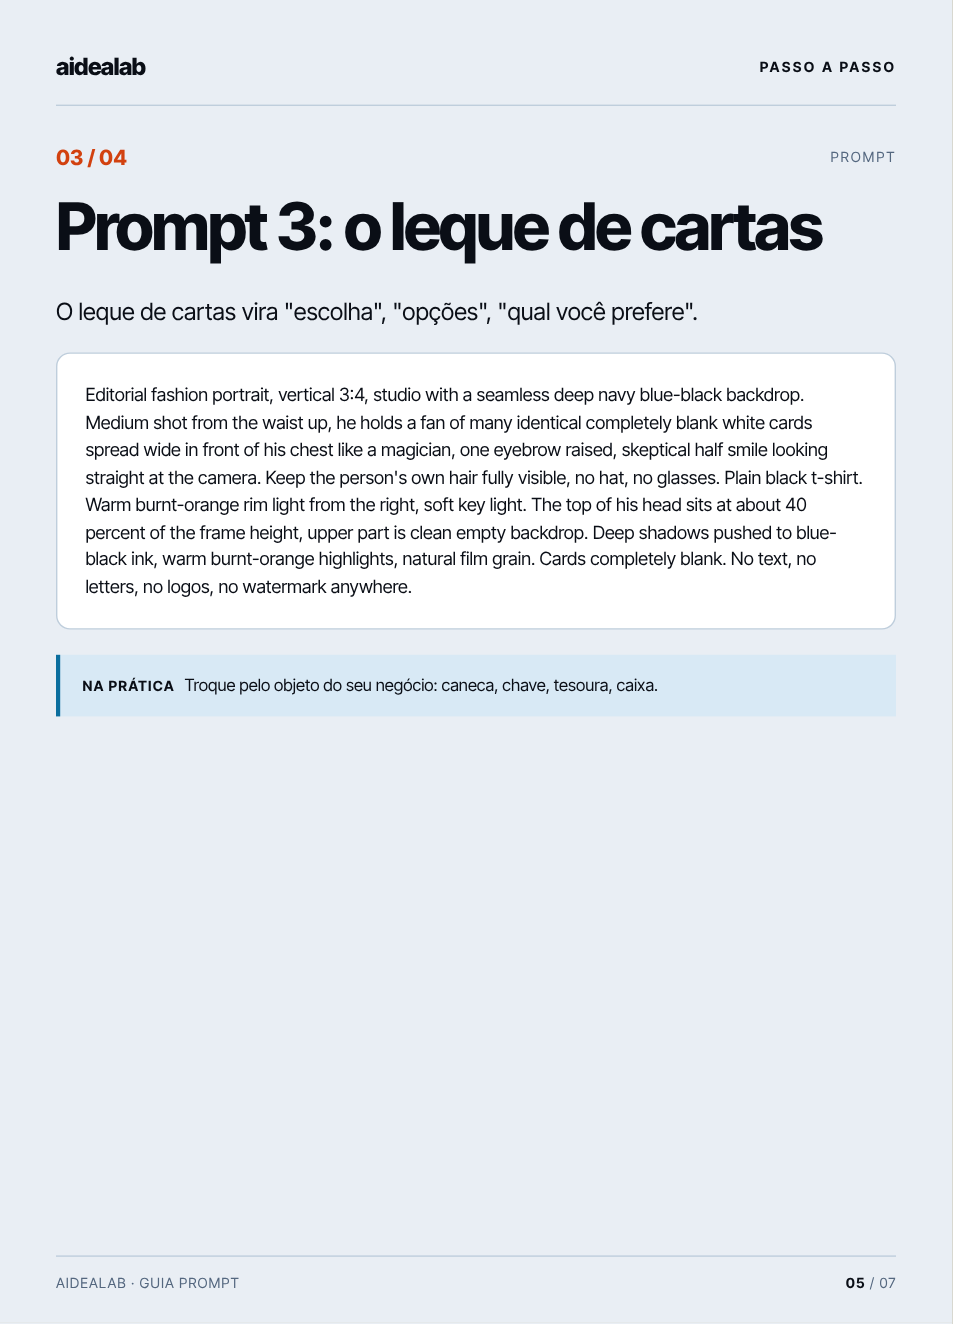 aidealab
PASSO A PASSO
03 / 04
PROMPT
Prompt 3: o leque de cartas
O leque de cartas vira "escolha", "opções", "qual você prefere".
Editorial fashion portrait, vertical 3:4, studio with a seamless deep navy blue-black backdrop.
Medium shot from the waist up, he holds a fan of many identical completely blank white cards
spread wide in front of his chest like a magician, one eyebrow raised, skeptical half smile looking
straight at the camera. Keep the person's own hair fully visible, no hat, no glasses. Plain black t-shirt.
Warm burnt-orange rim light from the right, soft key light. The top of his head sits at about 40
percent of the frame height, upper part is clean empty backdrop. Deep shadows pushed to blue-
black ink, warm burnt-orange highlights, natural film grain. Cards completely blank. No text, no
letters, no logos, no watermark anywhere.
NA PRÁTICA Troque pelo objeto do seu negócio: caneca, chave, tesoura, caixa.
AIDEALAB · GUIA PROMPT
05 / 07